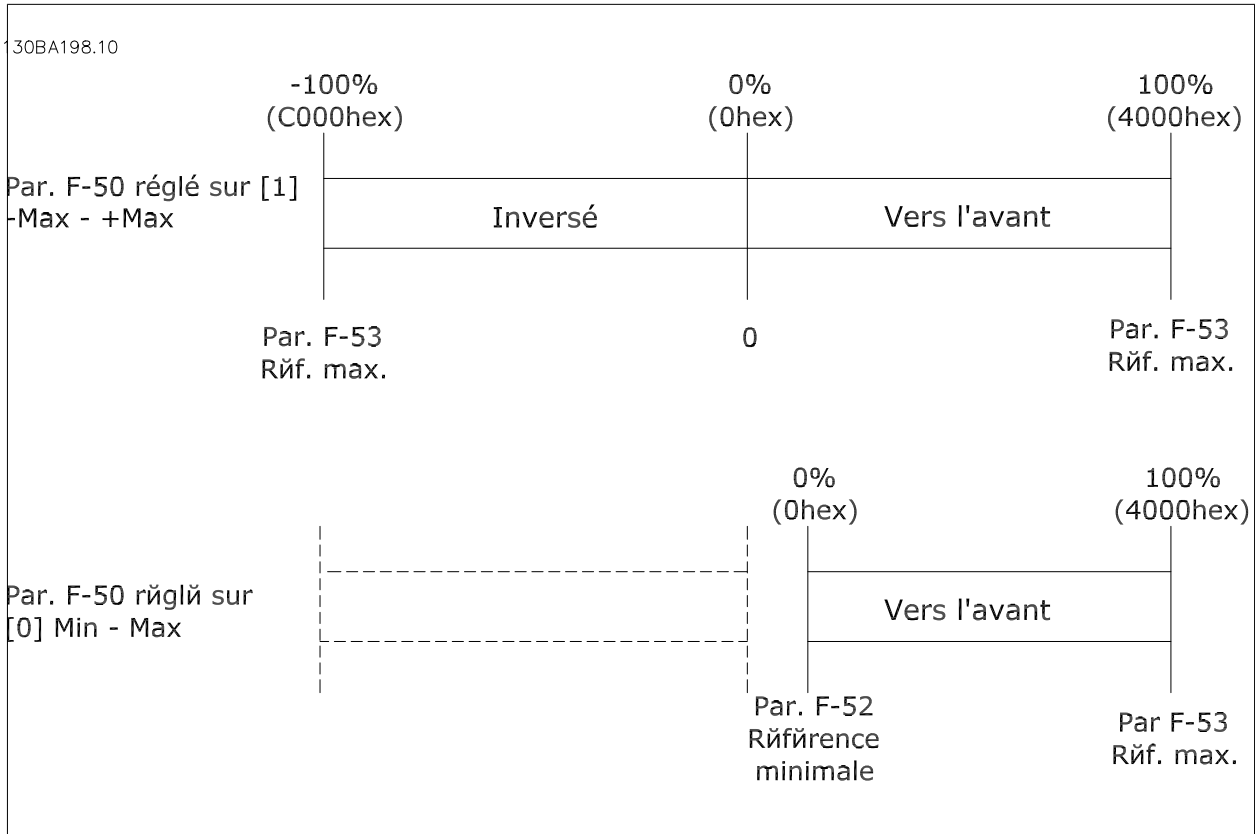 130BA198.10
-100%
(C000hex)
0%
(0hex)
100%
(4000hex)
Par. F-50 réglé sur [1]
-Max - +Max
Inversé
Vers l'avant
Par. F-53
Rйf. max.
0
Par. F-53
Rйf. max.
0%
(0hex)
100%
(4000hex)
Par. F-50 rйglй sur
[0] Min - Max
Vers l'avant
Par. F-52
Rйfйrence
minimale
Par F-53
Rйf. max.